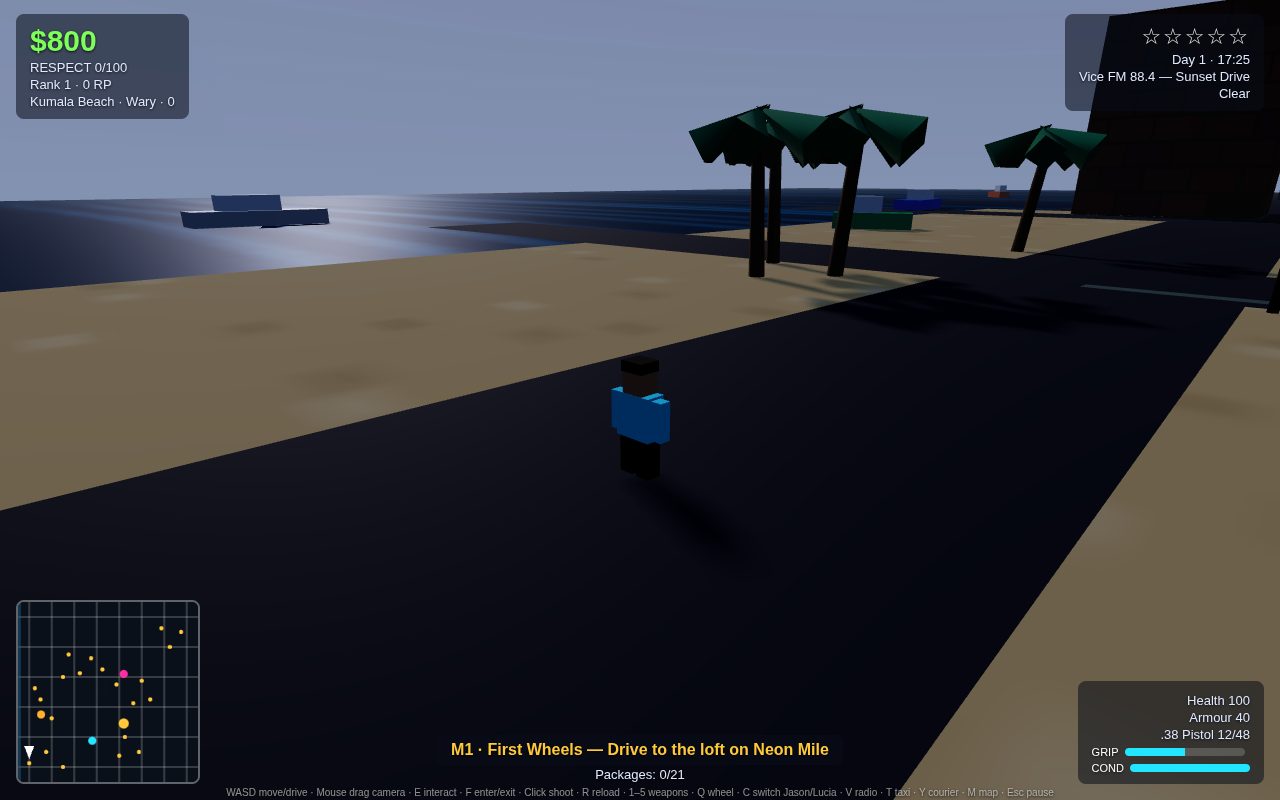 $800
RESPECT 0/100
Rank 1 · 0 RP
Kumala Beach · Wary · 0
☆☆☆☆☆
Day 1 · 17:25
Vice FM 88.4 — Sunset Drive
Clear
Health 100
Armour 40
.38 Pistol 12/48
GRIP
COND
M1 · First Wheels — Drive to the loft on Neon Mile
Packages: 0/21
WASD move/drive · Mouse drag camera · E interact · F enter/exit · Click shoot · R reload · 1–5 weapons · Q wheel · C switch Jason/Lucia · V radio · T taxi · Y courier · M map · Esc pause